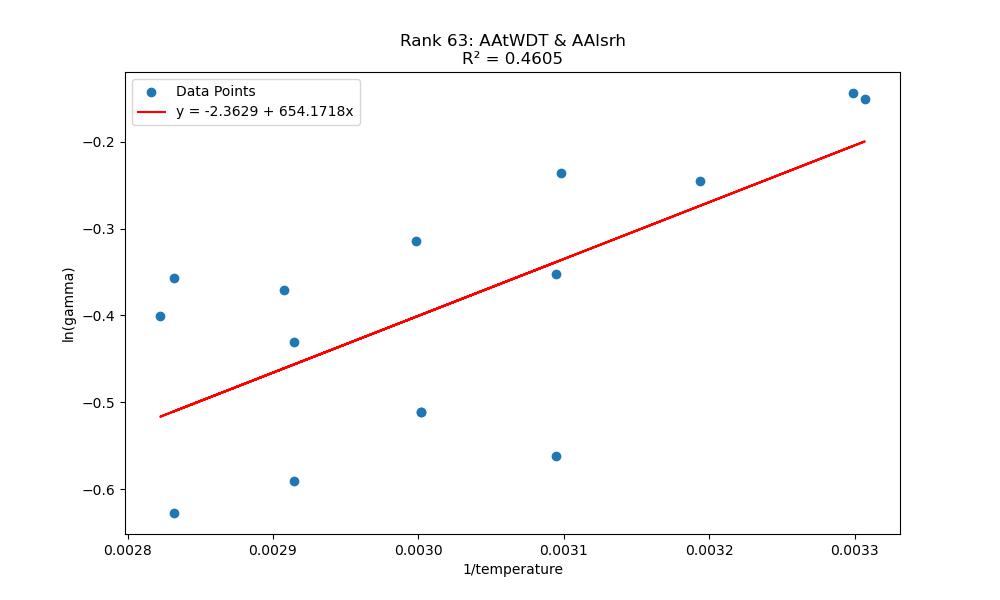 Rank 63: AAtWDT & AAlsrh
R² = 0.4605
Data Points
y = -2.3629 + 654.1718x
−0.2
−0.3
−0.4
−0.5
−0.6
ln(gamma)
0.0028
0.0029
0.0030
0.0031
0.0032
0.0033
1/temperature